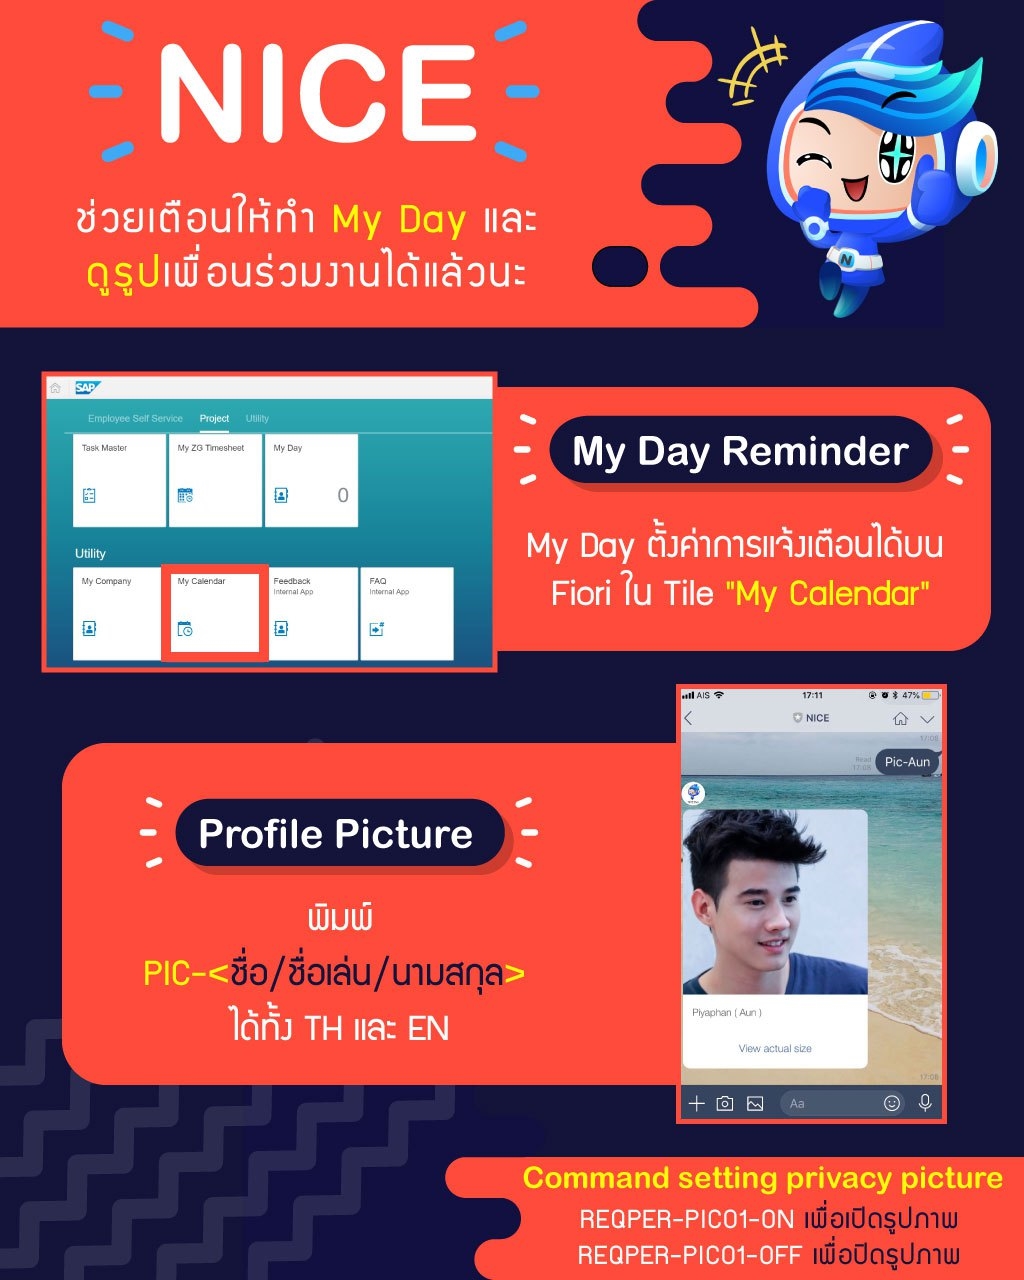 NICE
ช่วยเตือนให้ทำ My Day และ
ดูรูปเพื่อนร่วมงานได้แล้วนะ
N
SAP
Employee Self Service Project Utility
Task Master My ZG Timesheet My Day
0
Utility
My Company My Calendar Feedback FAQ
Internal App Internal App
My Day Reminder
My Day ตั้งค่าการแจ้งเตือนได้บน
Fiori ใน Tile "My Calendar"
AIS 17:11 47%
NICE
17:08
Read
17:08
Pic-Aun
Piyaphan ( Aun )
View actual size
17:08
Aa
Profile Picture
พิมพ์
PIC-<ชื่อ/ชื่อเล่น/นามสกุล>
ได้ทั้ง TH และ EN
Command setting privacy picture
REQPER-PIC01-ON เพื่อเปิดรูปภาพ
REQPER-PIC01-OFF เพื่อปิดรูปภาพ